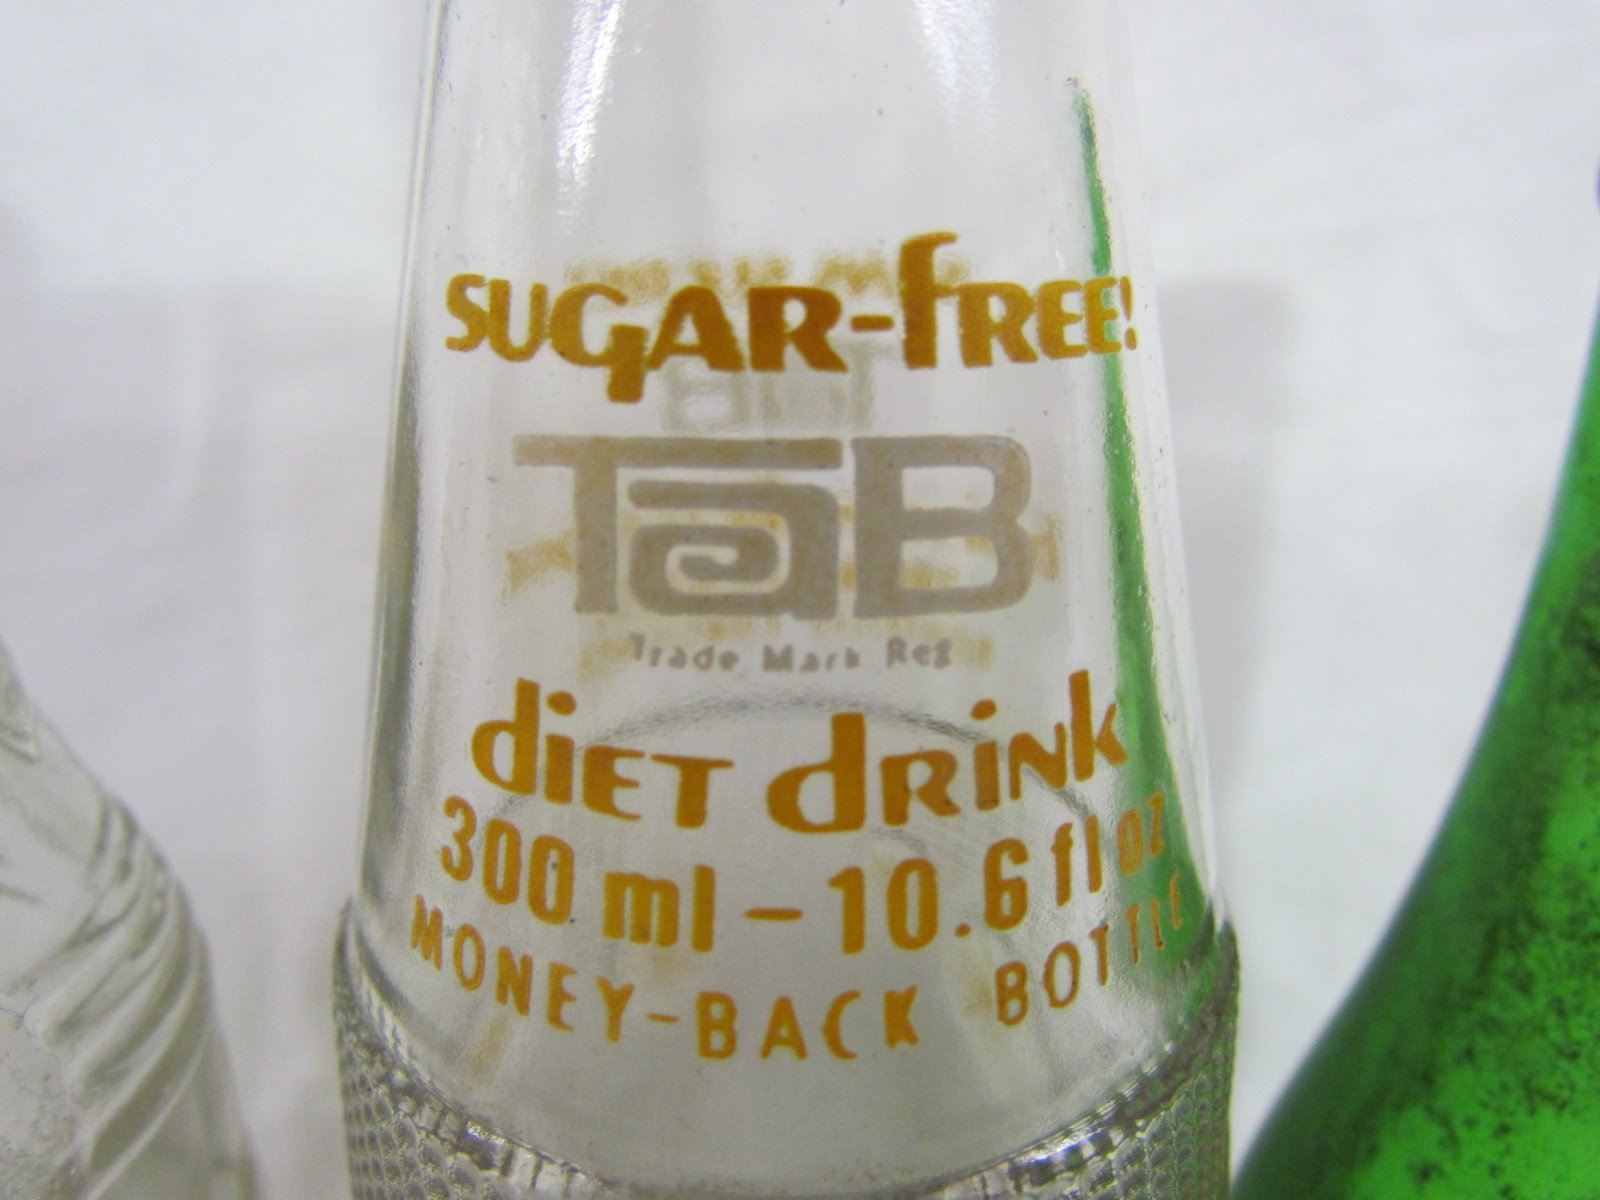 SUGAR-fREE!
TaB
Trade Mark Reg
diET dRiNk
300 ml - 10.6 fl oz
MONEY-BACK BOTTLE